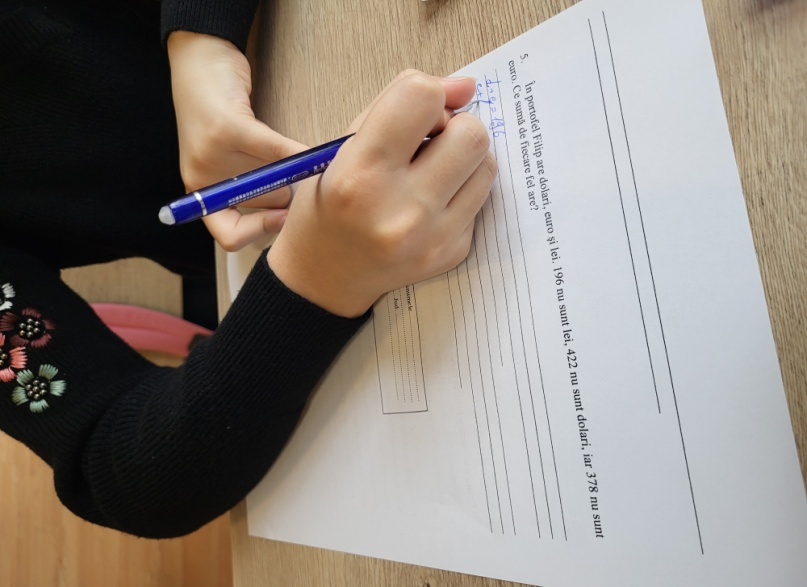 5. În portofel Filip are dolari, euro și lei. 196 nu sunt lei, 422 nu sunt dolari, iar 378 nu sunt
euro. Ce sumă de fiecare fel are?
d + e = 196
e +